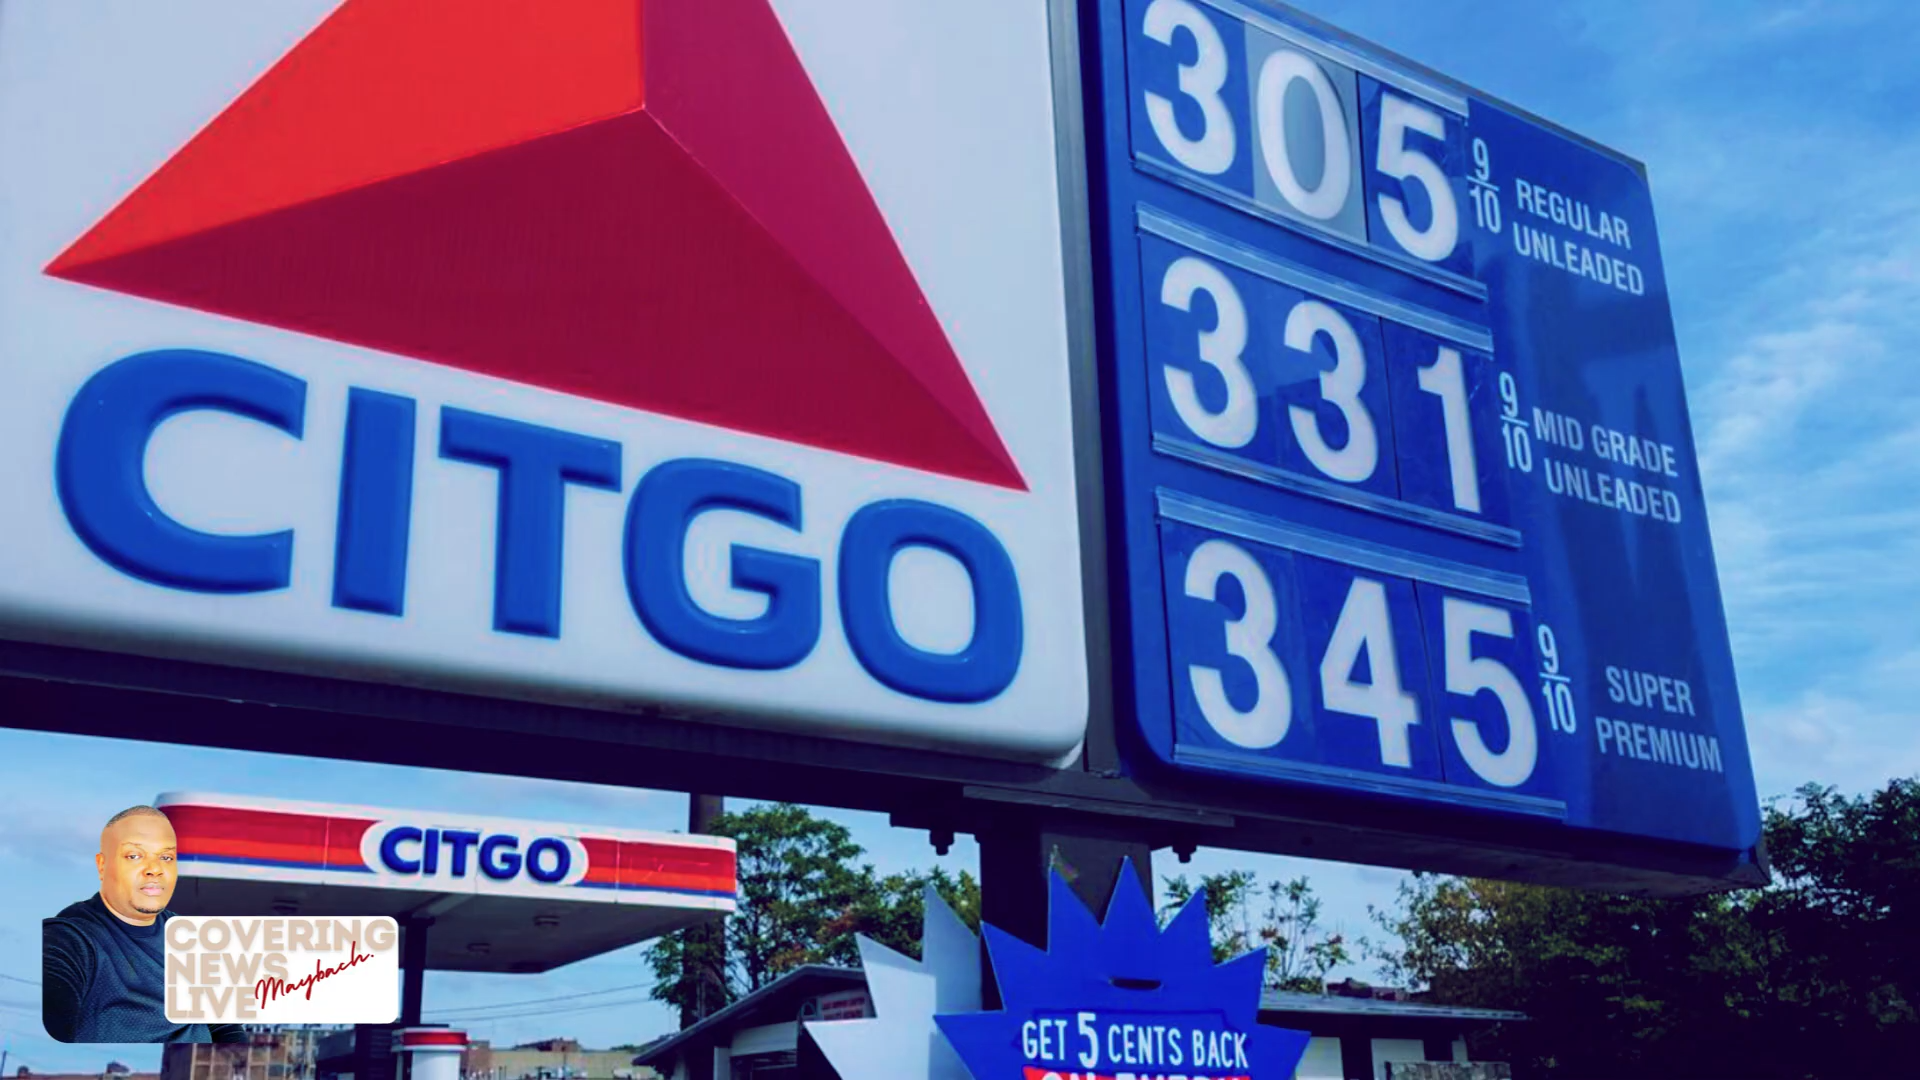 305 9/10 REGULAR
UNLEADED
331 9/10 MID GRADE
UNLEADED
345 9/10 SUPER
PREMIUM
CITGO
CITGO
COVERING
NEWS
LIVE Maybach.
GET 5 CENTS BACK